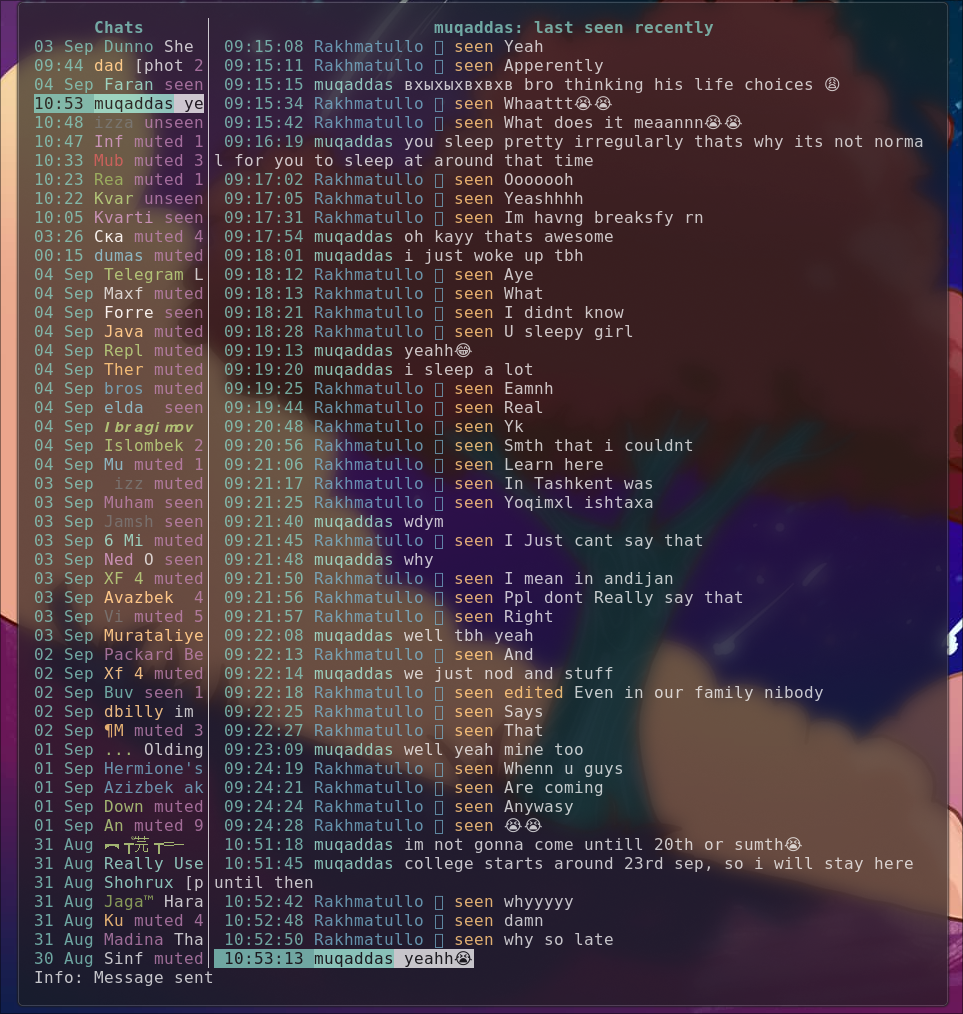 Chats
muqaddas: last seen recently
03 Sep Dunno She
09:44 dad [phot 2
04 Sep Faran seen
10:53 muqaddas ye
10:48 izza unseen
10:47 Inf muted 1
10:33 Mub muted 3
10:23 Rea muted 1
10:22 Kvar unseen
10:05 Kvarti seen
03:26 Ска muted 4
00:15 dumas muted
04 Sep Telegram L
04 Sep Maxf muted
04 Sep Forre seen
04 Sep Java muted
04 Sep Repl muted
04 Sep Ther muted
04 Sep bros muted
04 Sep elda seen
04 Sep Ibragimov
04 Sep Islombek 2
04 Sep Mu muted 1
03 Sep izz muted
03 Sep Muham seen
03 Sep Jamsh seen
03 Sep 6 Mi muted
03 Sep Ned O seen
03 Sep XF 4 muted
03 Sep Avazbek 4
03 Sep Vi muted 5
03 Sep Murataliye
02 Sep Packard Be
02 Sep Xf 4 muted
02 Sep Buv seen 1
02 Sep dbilly im
02 Sep ¶M muted 3
01 Sep ... Olding
01 Sep Hermione's
01 Sep Azizbek ak
01 Sep Down muted
01 Sep An muted 9
31 Aug
31 Aug Really Use
31 Aug Shohrux [p
31 Aug Jaga™ Hara
31 Aug Ku muted 4
31 Aug Madina Tha
30 Aug Sinf muted
09:15:08 Rakhmatullo seen Yeah
09:15:11 Rakhmatullo seen Apperently
09:15:15 muqaddas вхыхыхвхвхв bro thinking his life choices 😩
09:15:34 Rakhmatullo seen Whaattt😭😭
09:15:42 Rakhmatullo seen What does it meaannn😭😭
09:16:19 muqaddas you sleep pretty irregularly thats why its not norma
l for you to sleep at around that time
09:17:02 Rakhmatullo seen Ooooooh
09:17:05 Rakhmatullo seen Yeashhhh
09:17:31 Rakhmatullo seen Im havng breaksfy rn
09:17:54 muqaddas oh kayy thats awesome
09:18:01 muqaddas i just woke up tbh
09:18:12 Rakhmatullo seen Aye
09:18:13 Rakhmatullo seen What
09:18:21 Rakhmatullo seen I didnt know
09:18:28 Rakhmatullo seen U sleepy girl
09:19:13 muqaddas yeahh😂
09:19:20 muqaddas i sleep a lot
09:19:25 Rakhmatullo seen Eamnh
09:19:44 Rakhmatullo seen Real
09:20:48 Rakhmatullo seen Yk
09:20:56 Rakhmatullo seen Smth that i couldnt
09:21:06 Rakhmatullo seen Learn here
09:21:17 Rakhmatullo seen In Tashkent was
09:21:25 Rakhmatullo seen Yoqimxl ishtaxa
09:21:40 muqaddas wdym
09:21:45 Rakhmatullo seen I Just cant say that
09:21:48 muqaddas why
09:21:50 Rakhmatullo seen I mean in andijan
09:21:56 Rakhmatullo seen Ppl dont Really say that
09:21:57 Rakhmatullo seen Right
09:22:08 muqaddas well tbh yeah
09:22:13 Rakhmatullo seen And
09:22:14 muqaddas we just nod and stuff
09:22:18 Rakhmatullo seen edited Even in our family nibody
09:22:25 Rakhmatullo seen Says
09:22:27 Rakhmatullo seen That
09:23:09 muqaddas well yeah mine too
09:24:19 Rakhmatullo seen Whenn u guys
09:24:21 Rakhmatullo seen Are coming
09:24:24 Rakhmatullo seen Anywasy
09:24:28 Rakhmatullo seen 😭😭
10:51:18 muqaddas im not gonna come untill 20th or sumth😭
10:51:45 muqaddas college starts around 23rd sep, so i will stay here
until then
10:52:42 Rakhmatullo seen whyyyyy
10:52:48 Rakhmatullo seen damn
10:52:50 Rakhmatullo seen why so late
10:53:13 muqaddas yeahh😭
Info: Message sent